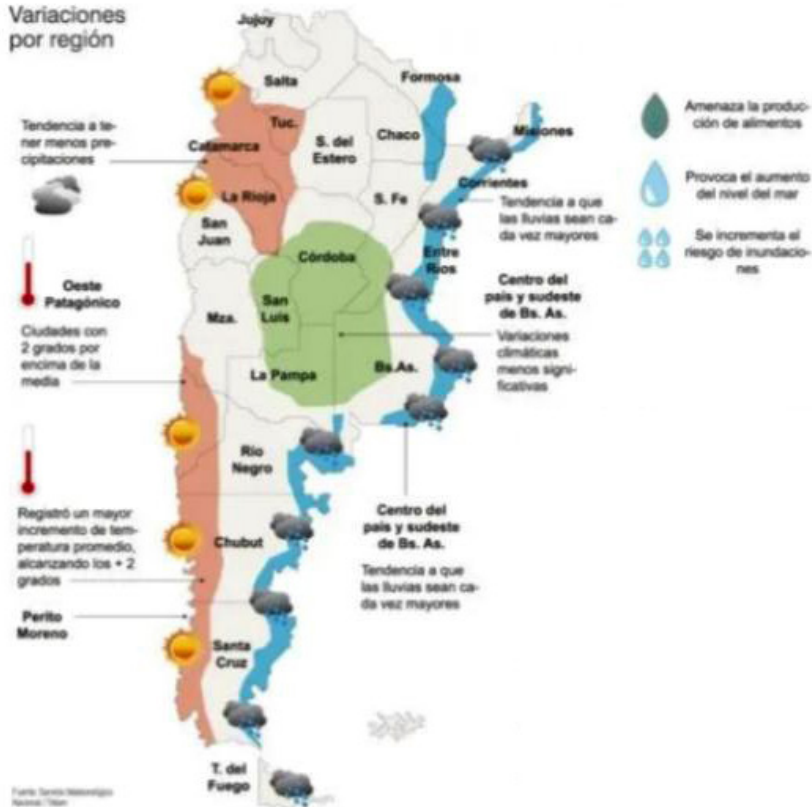 Variaciones
por región
Jujuy
Salta
Formosa
Tuc.
Chaco
Misiones
Catamarca
S. del
Estero
Corrientes
La Rioja
S. Fe
San
Juan
Córdoba
Entre
Ríos
San
Luis
Mza.
La Pampa
Bs.As.
Río
Negro
Chubut
Santa
Cruz
T. del
Fuego
Tendencia a te-
ner menos pre-
cipitaciones
Oeste
Patagónico
Ciudades con
2 grados por
encima de la
media
Registró un mayor
incremento de tem-
peratura promedio,
alcanzando los + 2
grados
Perito
Moreno
Tendencia a que
las lluvias sean ca-
da vez mayores
Centro del
país y sudeste
de Bs. As.
Variaciones
climáticas
menos signi-
ficativas
Centro del
país y sudeste
de Bs. As.
Tendencia a que
las lluvias sean ca-
da vez mayores
Amenaza la produc-
ción de alimentos
Provoca el aumento
del nivel del mar
Se incrementa el
riesgo de inundacio-
nes
Fuente Servicio Meteorológico
Nacional / Télam